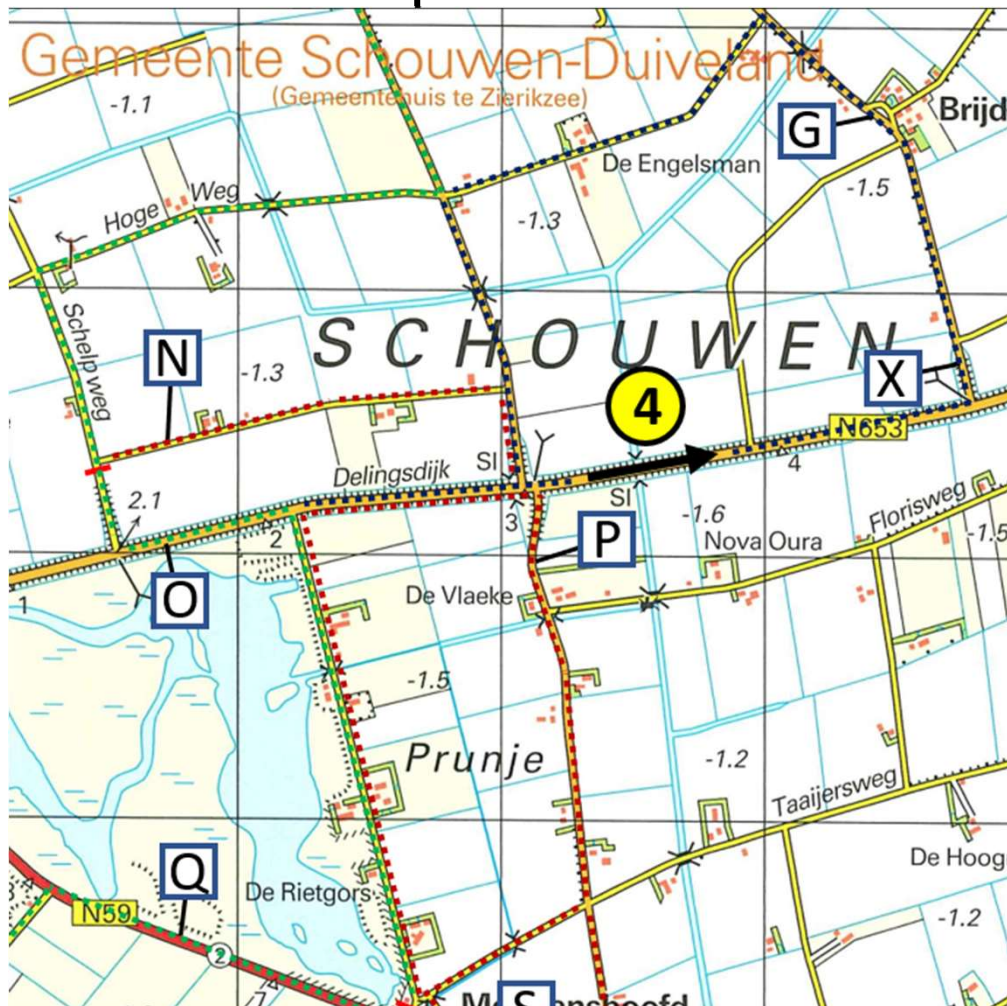 Gemeente Schouwen-Duiveland
(Gemeentehuis te Zierikzee)
-1.1
G
Brijd
De Engelsman
-1.5
Hoge Weg
-1.3
SCHOUWEN
Schelpweg
N
-1.3
X
4
N653
SI
Delingsdijk
4
2.1
SI
3
-1.6
Florisweg
2
P
Nova Oura
-1.5
O
De Vlaeke
1
-1.5
Prunje
-1.2
Taaijersweg
Q
De Rietgors
De Hoog
N59
-1.2
2
7
S